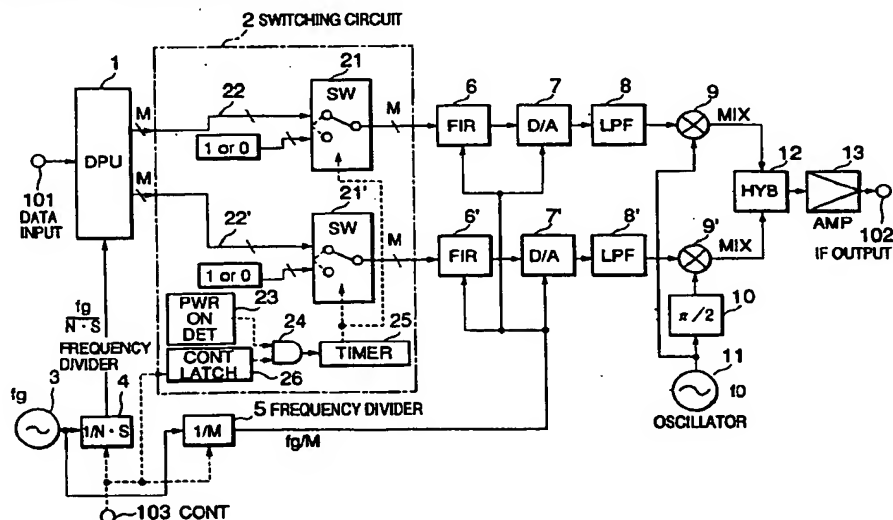 2 SWITCHING CIRCUIT
1
DPU
M
22
21
SW
M
1 or 0
101
DATA
INPUT
M
22'
21'
SW
M
1 or 0
23
PWR
ON
DET
24
25
TIMER
CONT
LATCH
26
6
FIR
7
D/A
8
LPF
9
MIX
6'
FIR
7'
D/A
8'
LPF
9'
MIX
12
HYB
13
AMP
102
IF OUTPUT
10
π/2
11
f0
OSCILLATOR
fg
N・S
FREQUENCY
DIVIDER
fg
3
4
1/N・S
5 FREQUENCY DIVIDER
1/M
fg/M
103 CONT